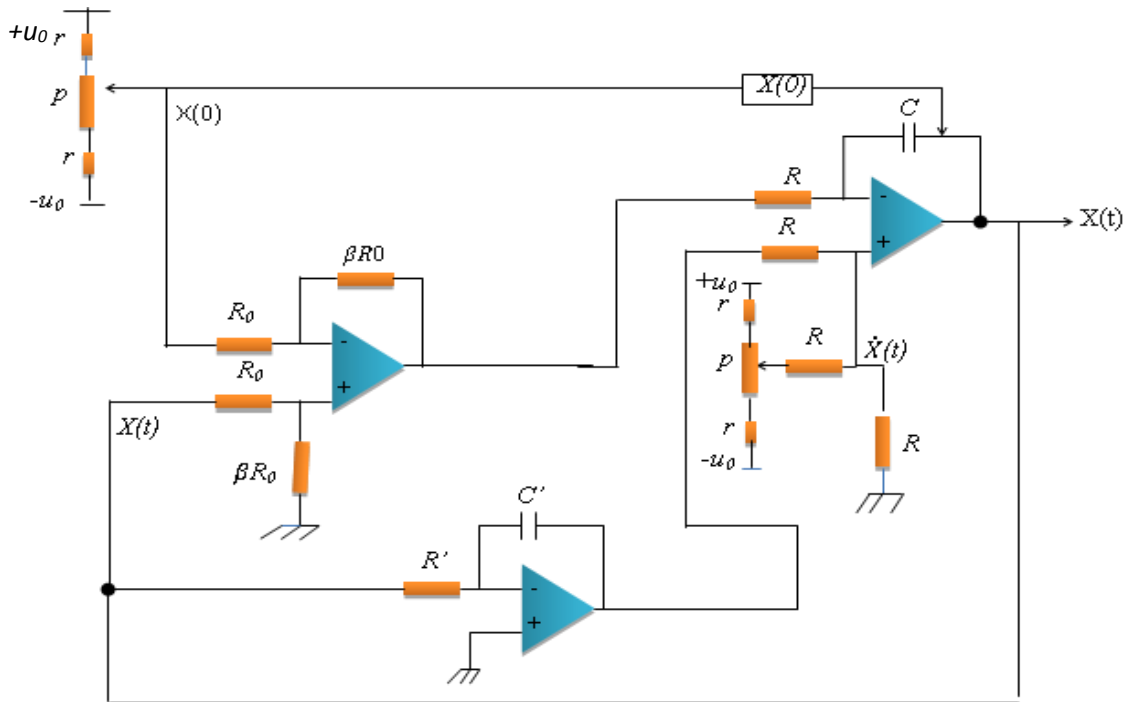 +u₀ r
p
X(0)
r
-u₀
X(0)
C
R
-
R
+
X(t)
βR0
R₀
-
R₀
+
X(t)
βR₀
+u₀
r
R
Ẋ(t)
p
r
-u₀
R
C'
R'
-
+